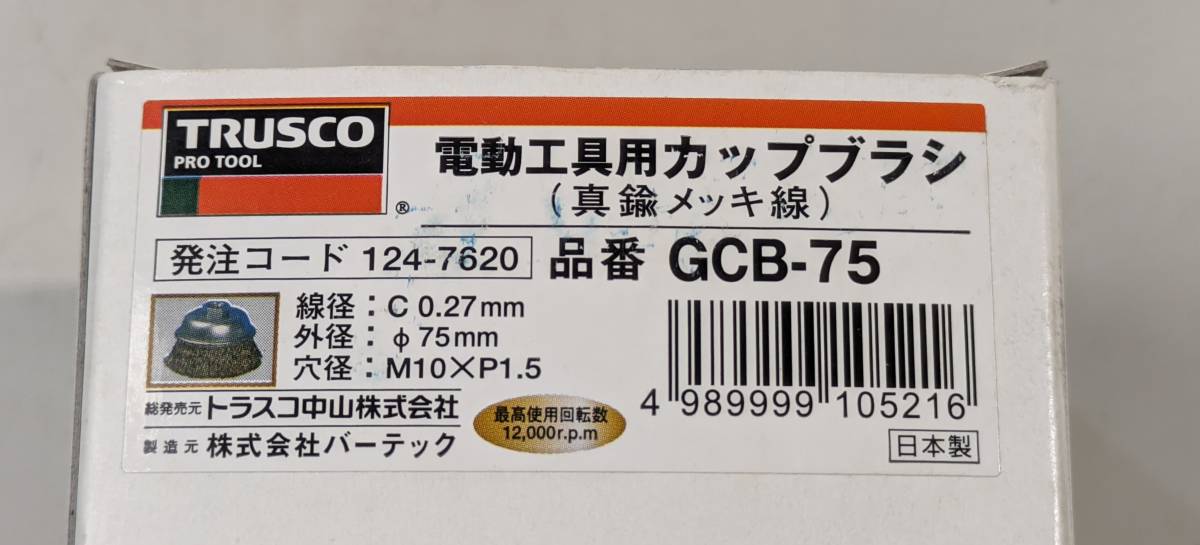 TRUSCO
PRO TOOL
®
電動工具用カップブラシ
(真鍮メッキ線)
発注コード 124-7620
品番 GCB-75
線径:C 0.27mm
外径:φ75mm
穴径:M10×P1.5
総発売元 トラスコ中山株式会社
製造元 株式会社バーテック
最高使用回転数
12,000r.p.m
4 989999 105216
日本製